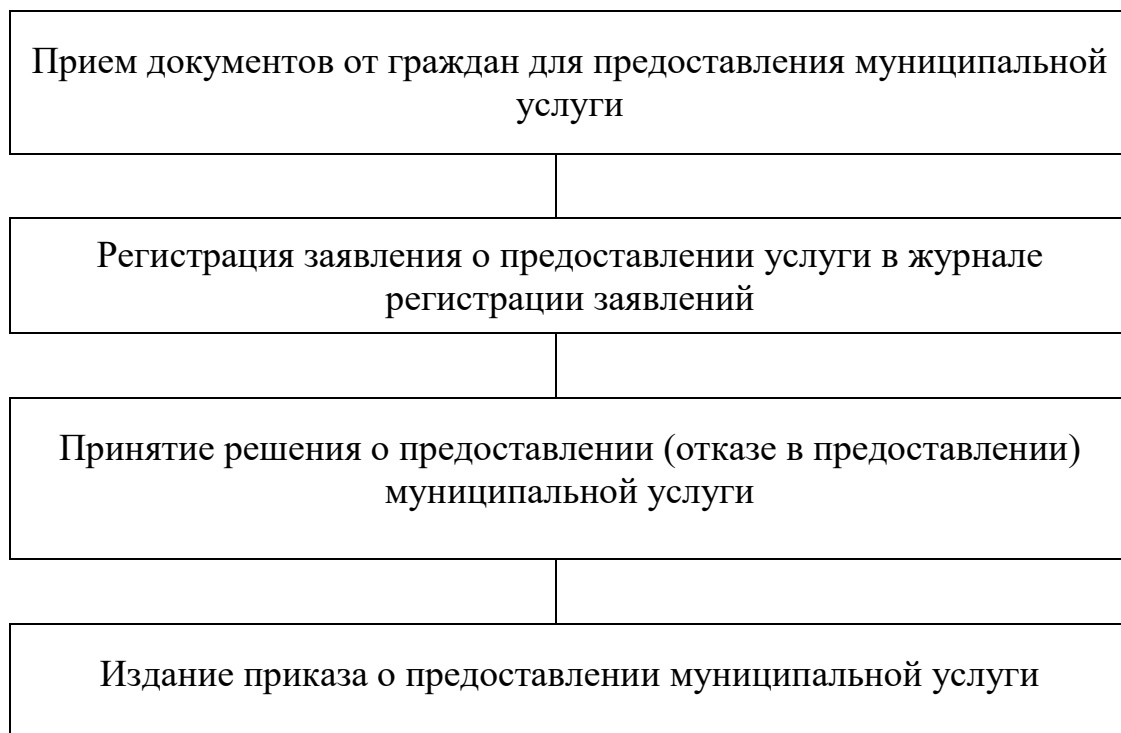 Прием документов от граждан для предоставления муниципальной
услуги
Регистрация заявления о предоставлении услуги в журнале
регистрации заявлений
Принятие решения о предоставлении (отказе в предоставлении)
муниципальной услуги
Издание приказа о предоставлении муниципальной услуги